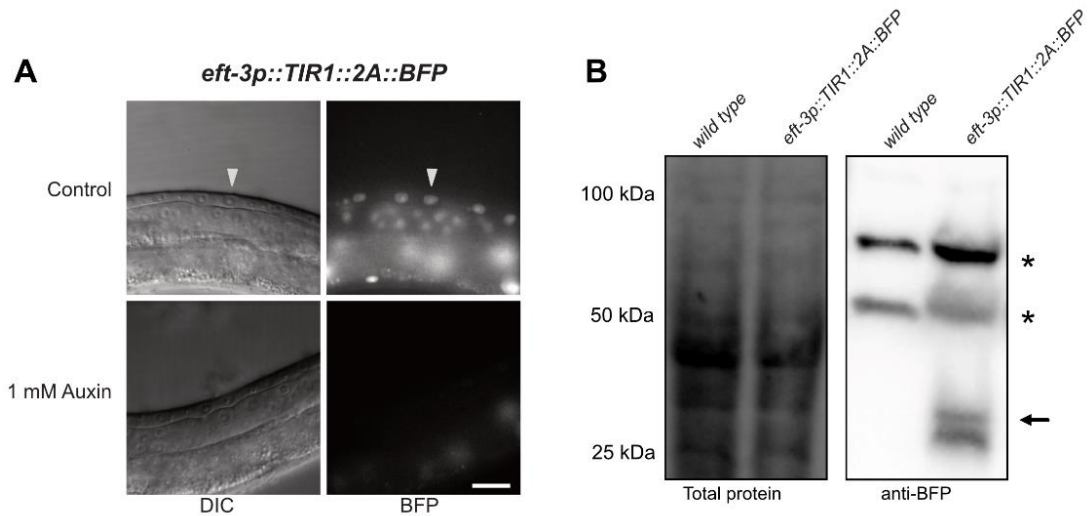 A
eft-3p::TIR1::2A::BFP
Control
1 mM Auxin
DIC
BFP
B
wild type
eft-3p::TIR1::2A::BFP
wild type
eft-3p::TIR1::2A::BFP
100 kDa
50 kDa
25 kDa
*
*
Total protein
anti-BFP